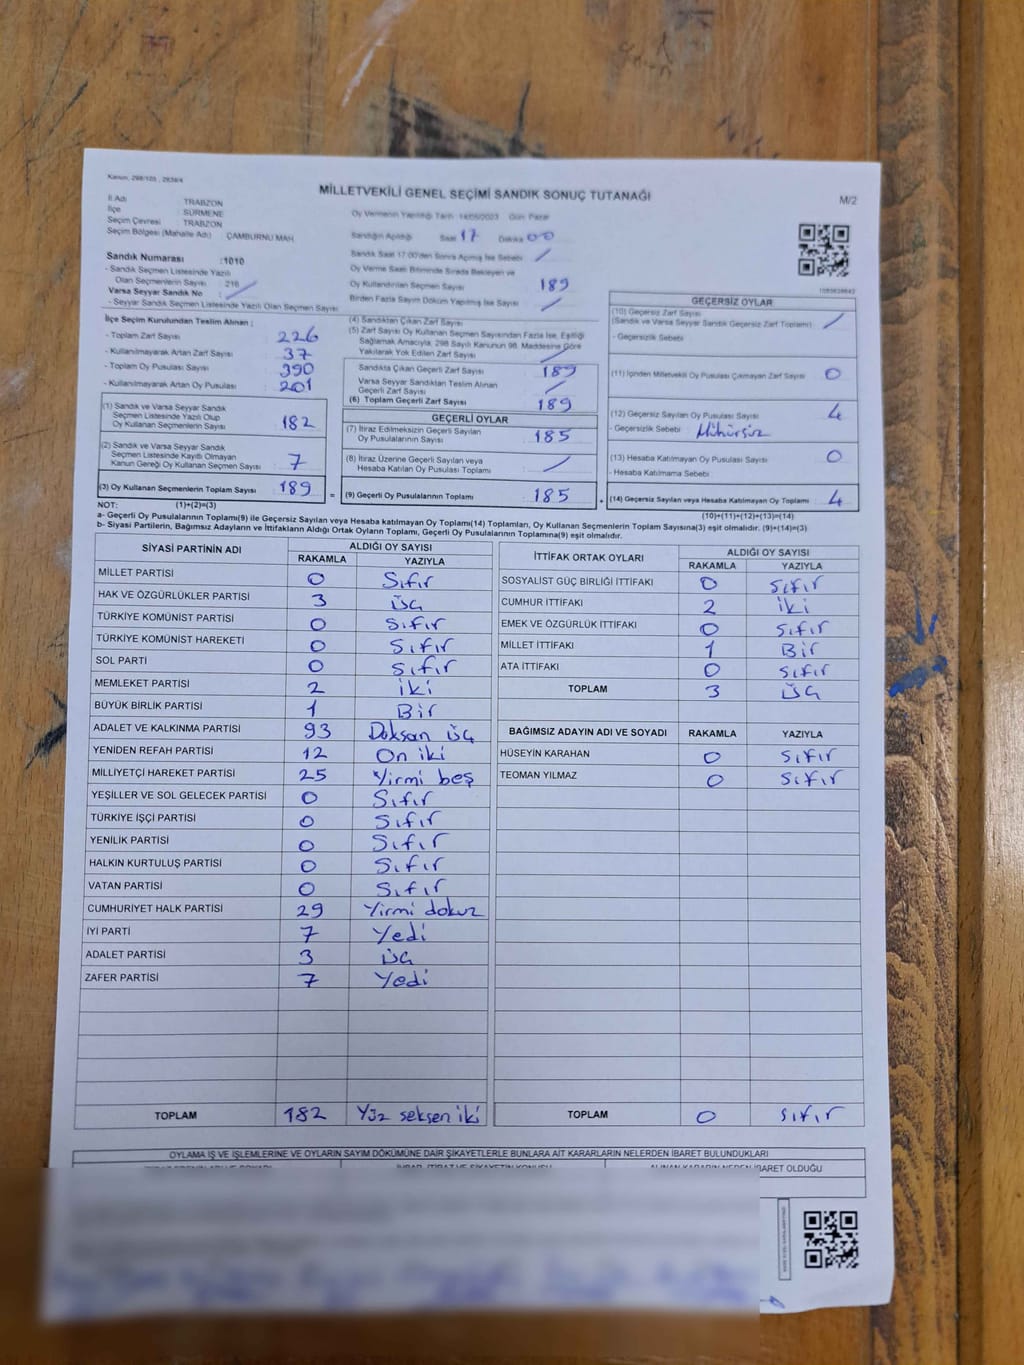 Kanun: 298/105 , 2839/4
MİLLETVEKİLİ GENEL SEÇİMİ SANDIK SONUÇ TUTANAĞI
M/2
İl Adı TRABZON
İlçe SÜRMENE
Seçim Çevresi TRABZON
Seçim Bölgesi (Mahalle Adı) : ÇAMBURNU MAH
Oy Vermenin Yapıldığı Tarih: 14/05/2023 Gün: Pazar
Sandığın Açıldığı Saat 17 Dakika 00
Sandık Saat 17:00'den Sonra Açılmış İse Sebebi /
Oy Verme Saati Bitiminde Sırada Bekleyen ve
Oy Kullandırılan Seçmen Sayısı 189
Birden Fazla Sayım Döküm Yapılmış İse Sayısı /
Sandık Numarası :1010
- Sandık Seçmen Listesinde Yazılı
Olan Seçmenlerin Sayısı : 216
Varsa Seyyar Sandık No : /
- Seyyar Sandık Seçmen Listesinde Yazılı Olan Seçmen Sayısı :
İlçe Seçim Kurulundan Teslim Alınan :
- Toplam Zarf Sayısı : 226
- Kullanılmayarak Artan Zarf Sayısı : 37
- Toplam Oy Pusulası Sayısı : 390
- Kullanılmayarak Artan Oy Pusulası : 201
(1) Sandık ve Varsa Seyyar Sandık
Seçmen Listesinde Yazılı Olup
Oy Kullanan Seçmenlerin Sayısı : 182
(2) Sandık ve Varsa Seyyar Sandık
Seçmen Listesinde Kayıtlı Olmayan
Kanun Gereği Oy Kullanan Seçmen Sayısı : 7
(3) Oy Kullanan Seçmenlerin Toplam Sayısı : 189
(4) Sandıktan Çıkan Zarf Sayısı
(5) Zarf Sayısı Oy Kullanan Seçmen Sayısından Fazla İse, Eşitliği
Sağlamak Amacıyla, 298 Sayılı Kanunun 98. Maddesine Göre
Yakılarak Yok Edilen Zarf Sayısı /
Sandıkta Çıkan Geçerli Zarf Sayısı : 189
Varsa Seyyar Sandıktan Teslim Alınan
Geçerli Zarf Sayısı : /
(6) Toplam Geçerli Zarf Sayısı : 189
GEÇERLİ OYLAR
(7) İtiraz Edilmeksizin Geçerli Sayılan
Oy Pusulalarının Sayısı : 185
(8) İtiraz Üzerine Geçerli Sayılan veya
Hesaba Katılan Oy Pusulası Toplamı : /
= (9) Geçerli Oy Pusulalarının Toplamı : 185
GEÇERSİZ OYLAR
(10) Geçersiz Zarf Sayısı
(Sandık ve Varsa Seyyar Sandık Geçersiz Zarf Toplamı) : /
- Geçersizlik Sebebi :
(11) İçinden Milletvekili Oy Pusulası Çıkmayan Zarf Sayısı : 0
(12) Geçersiz Sayılan Oy Pusulası Sayısı : 4
- Geçersizlik Sebebi : Mühürsüz
(13) Hesaba Katılmayan Oy Pusulası Sayısı : 0
- Hesaba Katılmama Sebebi :
+ (14) Geçersiz Sayılan veya Hesaba Katılmayan Oy Toplamı : 4
NOT: (1)+(2)=(3)
(10)+(11)+(12)+(13)=(14)
a- Geçerli Oy Pusulalarının Toplamı(9) ile Geçersiz Sayılan veya Hesaba katılmayan Oy Toplamı(14) Toplamları, Oy Kullanan Seçmenlerin Toplam Sayısına(3) eşit olmalıdır. (9)+(14)=(3)
b- Siyasi Partilerin, Bağımsız Adayların ve İttifakların Aldığı Ortak Oyların Toplamı, Geçerli Oy Pusulalarının Toplamına(9) eşit olmalıdır.
SİYASİ PARTİNİN ADI ALDIĞI OY SAYISI
RAKAMLA YAZIYLA
MİLLET PARTİSİ 0 Sıfır
HAK VE ÖZGÜRLÜKLER PARTİSİ 3 üç
TÜRKİYE KOMÜNİST PARTİSİ 0 Sıfır
TÜRKİYE KOMÜNİST HAREKETİ 0 Sıfır
SOL PARTİ 0 Sıfır
MEMLEKET PARTİSİ 2 iki
BÜYÜK BİRLİK PARTİSİ 1 Bir
ADALET VE KALKINMA PARTİSİ 93 Doksan üç
YENİDEN REFAH PARTİSİ 12 On iki
MİLLİYETÇİ HAREKET PARTİSİ 25 Yirmi beş
YEŞİLLER VE SOL GELECEK PARTİSİ 0 Sıfır
TÜRKİYE İŞÇİ PARTİSİ 0 Sıfır
YENİLİK PARTİSİ 0 Sıfır
HALKIN KURTULUŞ PARTİSİ 0 Sıfır
VATAN PARTİSİ 0 Sıfır
CUMHURİYET HALK PARTİSİ 29 Yirmi dokuz
İYİ PARTİ 7 Yedi
ADALET PARTİSİ 3 üç
ZAFER PARTİSİ 7 Yedi
TOPLAM 182 Yüz seksen iki
İTTİFAK ORTAK OYLARI ALDIĞI OY SAYISI
RAKAMLA YAZIYLA
SOSYALİST GÜÇ BİRLİĞİ İTTİFAKI 0 Sıfır
CUMHUR İTTİFAKI 2 iki
EMEK VE ÖZGÜRLÜK İTTİFAKI 0 Sıfır
MİLLET İTTİFAKI 1 Bir
ATA İTTİFAKI 0 Sıfır
TOPLAM 3 üç
BAĞIMSIZ ADAYIN ADI VE SOYADI RAKAMLA YAZIYLA
HÜSEYİN KARAHAN 0 Sıfır
TEOMAN YILMAZ 0 Sıfır
TOPLAM 0 Sıfır
OYLAMA İŞ VE İŞLEMLERİNE VE OYLARIN SAYIM DÖKÜMÜNE DAİR ŞİKAYETLERLE BUNLARA AİT KARARLARIN NELERDEN İBARET BULUNDUKLARI